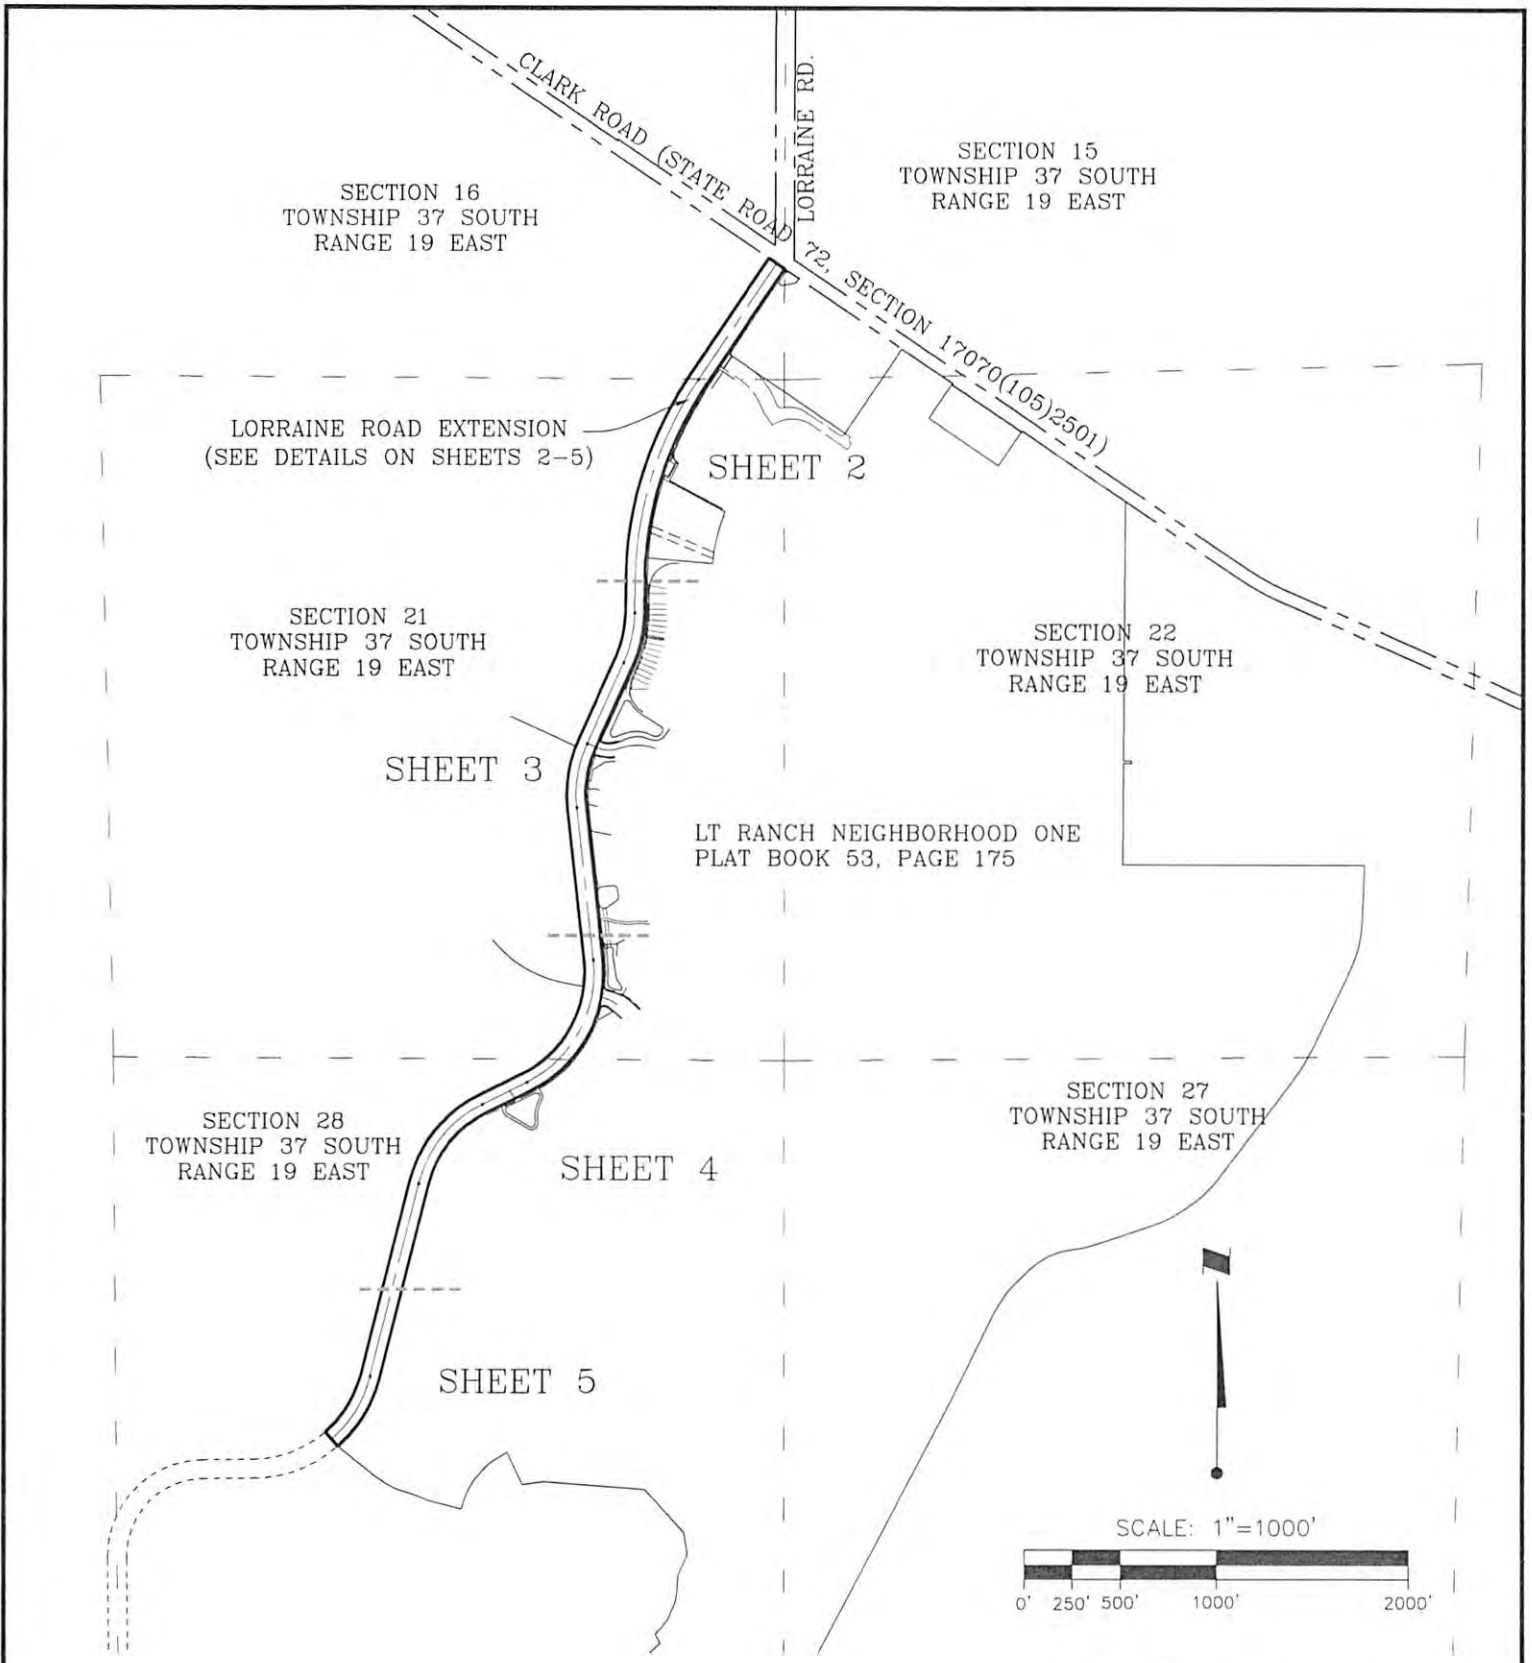 CLARK ROAD (STATE ROAD 72, SECTION 17070(105)2501)
LORRAINE RD.
SECTION 15
TOWNSHIP 37 SOUTH
RANGE 19 EAST
SECTION 16
TOWNSHIP 37 SOUTH
RANGE 19 EAST
LORRAINE ROAD EXTENSION
(SEE DETAILS ON SHEETS 2-5)
SHEET 2
SECTION 21
TOWNSHIP 37 SOUTH
RANGE 19 EAST
SECTION 22
TOWNSHIP 37 SOUTH
RANGE 19 EAST
SHEET 3
LT RANCH NEIGHBORHOOD ONE
PLAT BOOK 53, PAGE 175
SECTION 27
TOWNSHIP 37 SOUTH
RANGE 19 EAST
SECTION 28
TOWNSHIP 37 SOUTH
RANGE 19 EAST
SHEET 4
SHEET 5
SCALE: 1"=1000'
0' 250' 500' 1000' 2000'